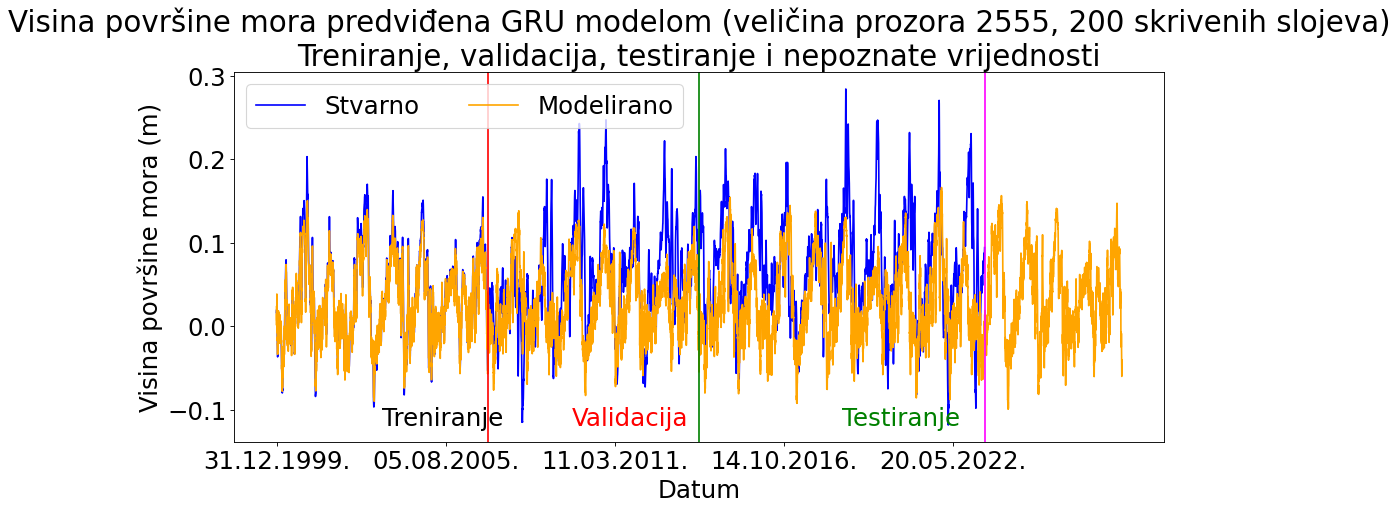 Visina površine mora predviđena GRU modelom (veličina prozora 2555, 200 skrivenih slojeva)
Treniranje, validacija, testiranje i nepoznate vrijednosti
Stvarno
Modelirano
Visina površine mora (m)
0.3
0.2
0.1
0.0
−0.1
Treniranje
Validacija
Testiranje
31.12.1999.
05.08.2005.
11.03.2011.
14.10.2016.
20.05.2022.
Datum